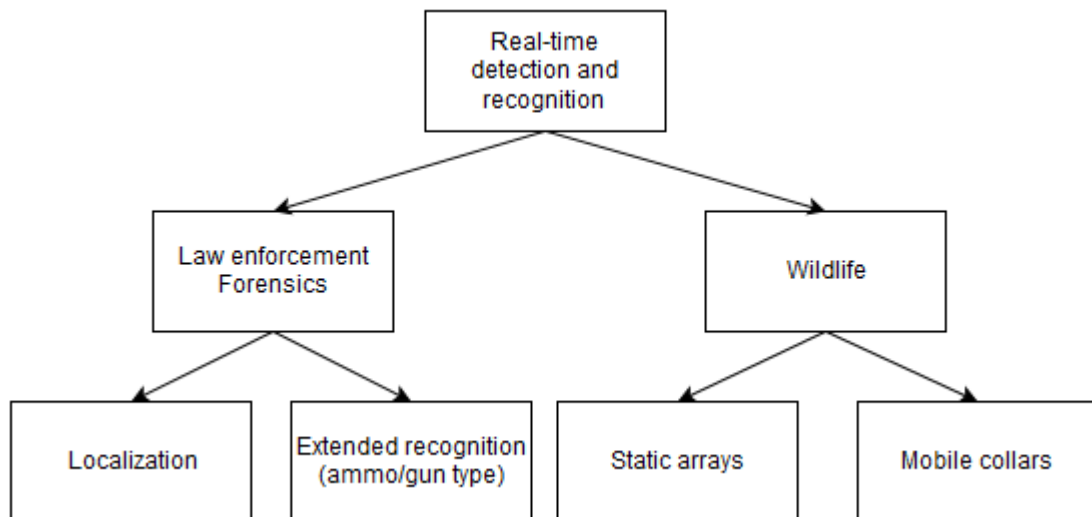 Real-time
detection and
recognition
Law enforcement
Forensics
Wildlife
Localization
Extended recognition
(ammo/gun type)
Static arrays
Mobile collars